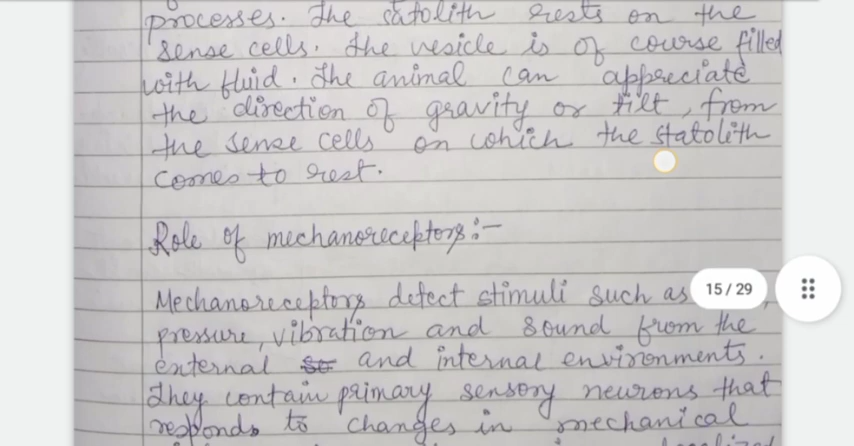 processes. The satolith rests on the
sense cells. The vesicle is of course filled
with fluid. The animal can appreciate
the direction of gravity or tilt, from
the sense cells on which the statolith
comes to rest.
Role of mechanoreceptors:-
Mechanoreceptors detect stimuli such as
15 / 29
pressure, vibration and sound from the
external and internal environments.
They contain primary sensory neurons that
responds to changes in mechanical